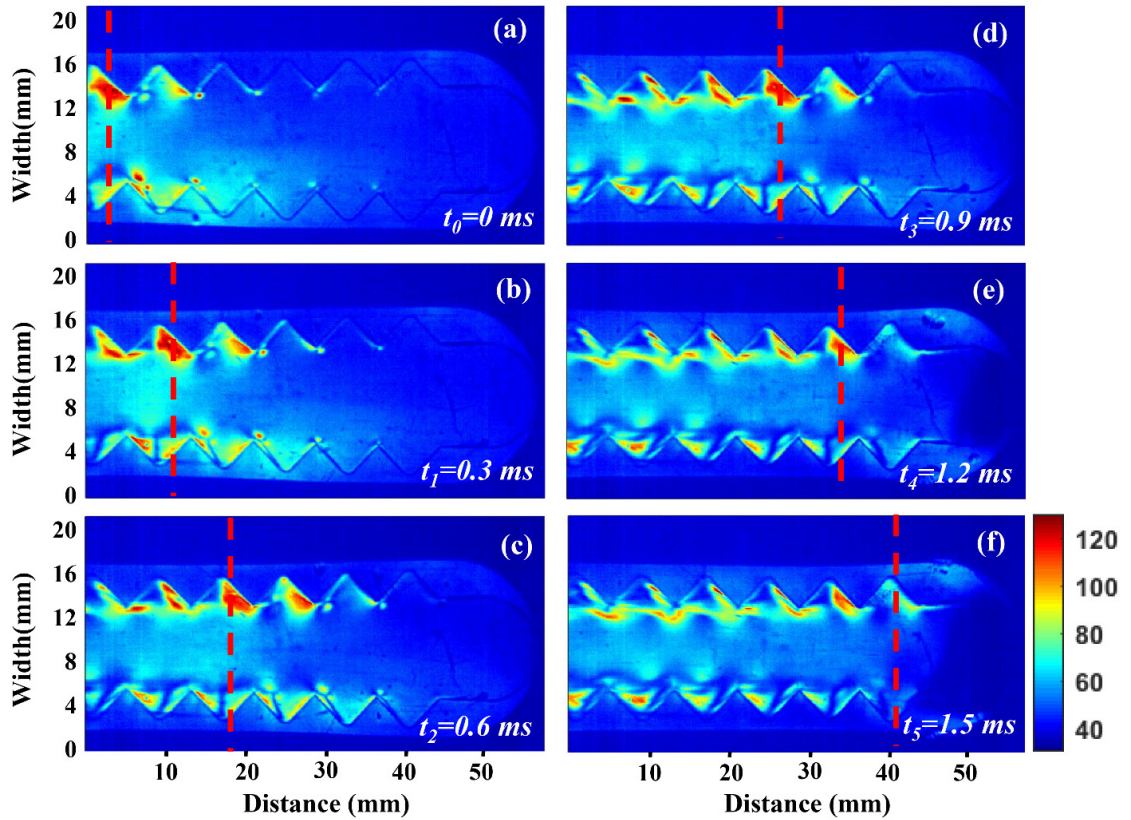 20
16
12
8
4
0
Width(mm)
(a)
t0=0 ms
(d)
t3=0.9 ms
20
16
12
8
4
0
Width(mm)
(b)
t1=0.3 ms
(e)
t4=1.2 ms
20
16
12
8
4
0
Width(mm)
(c)
t2=0.6 ms
(f)
t5=1.5 ms
120
100
80
60
40
10 20 30 40 50
Distance (mm)
10 20 30 40 50
Distance (mm)